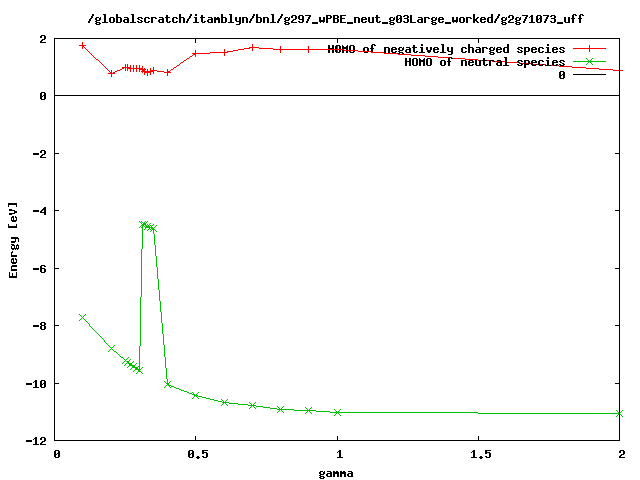 /globalscratch/itamblyn/bnl/g297_wPBE_neut_g03Large_worked/g2g71073_uff
HOMO of negatively charged species
HOMO of neutral species
0
2
0
-2
-4
-6
-8
-10
-12
Energy [eV]
0 0.5 1 1.5 2
gamma